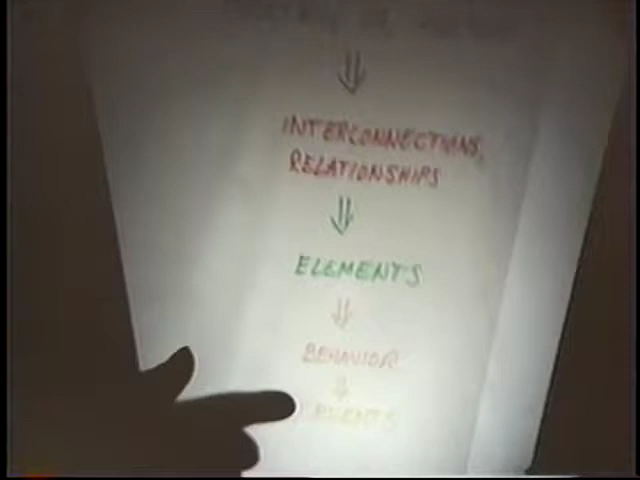 ⇓
INTERCONNECTIONS,
RELATIONSHIPS
⇓
ELEMENTS
⇓
BEHAVIOR
⇓
EVENTS